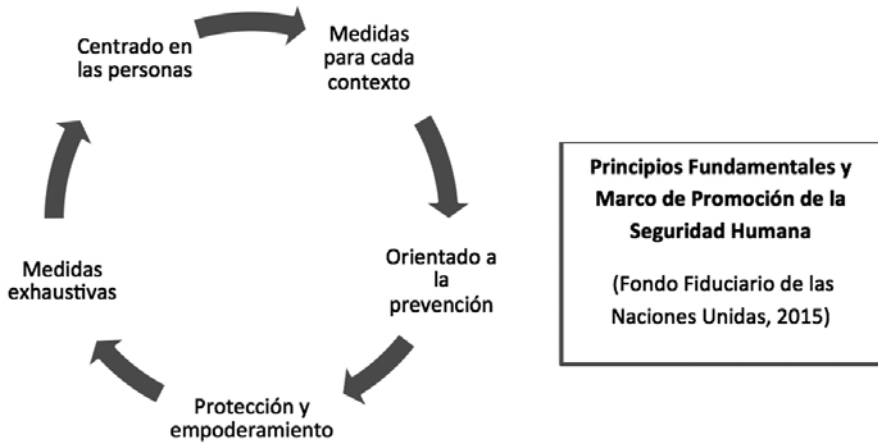 Centrado en
las personas
Medidas
para cada
contexto
Orientado a
la
prevención
Protección y
empoderamiento
Medidas
exhaustivas
Principios Fundamentales y
Marco de Promoción de la
Seguridad Humana
(Fondo Fiduciario de las
Naciones Unidas, 2015)